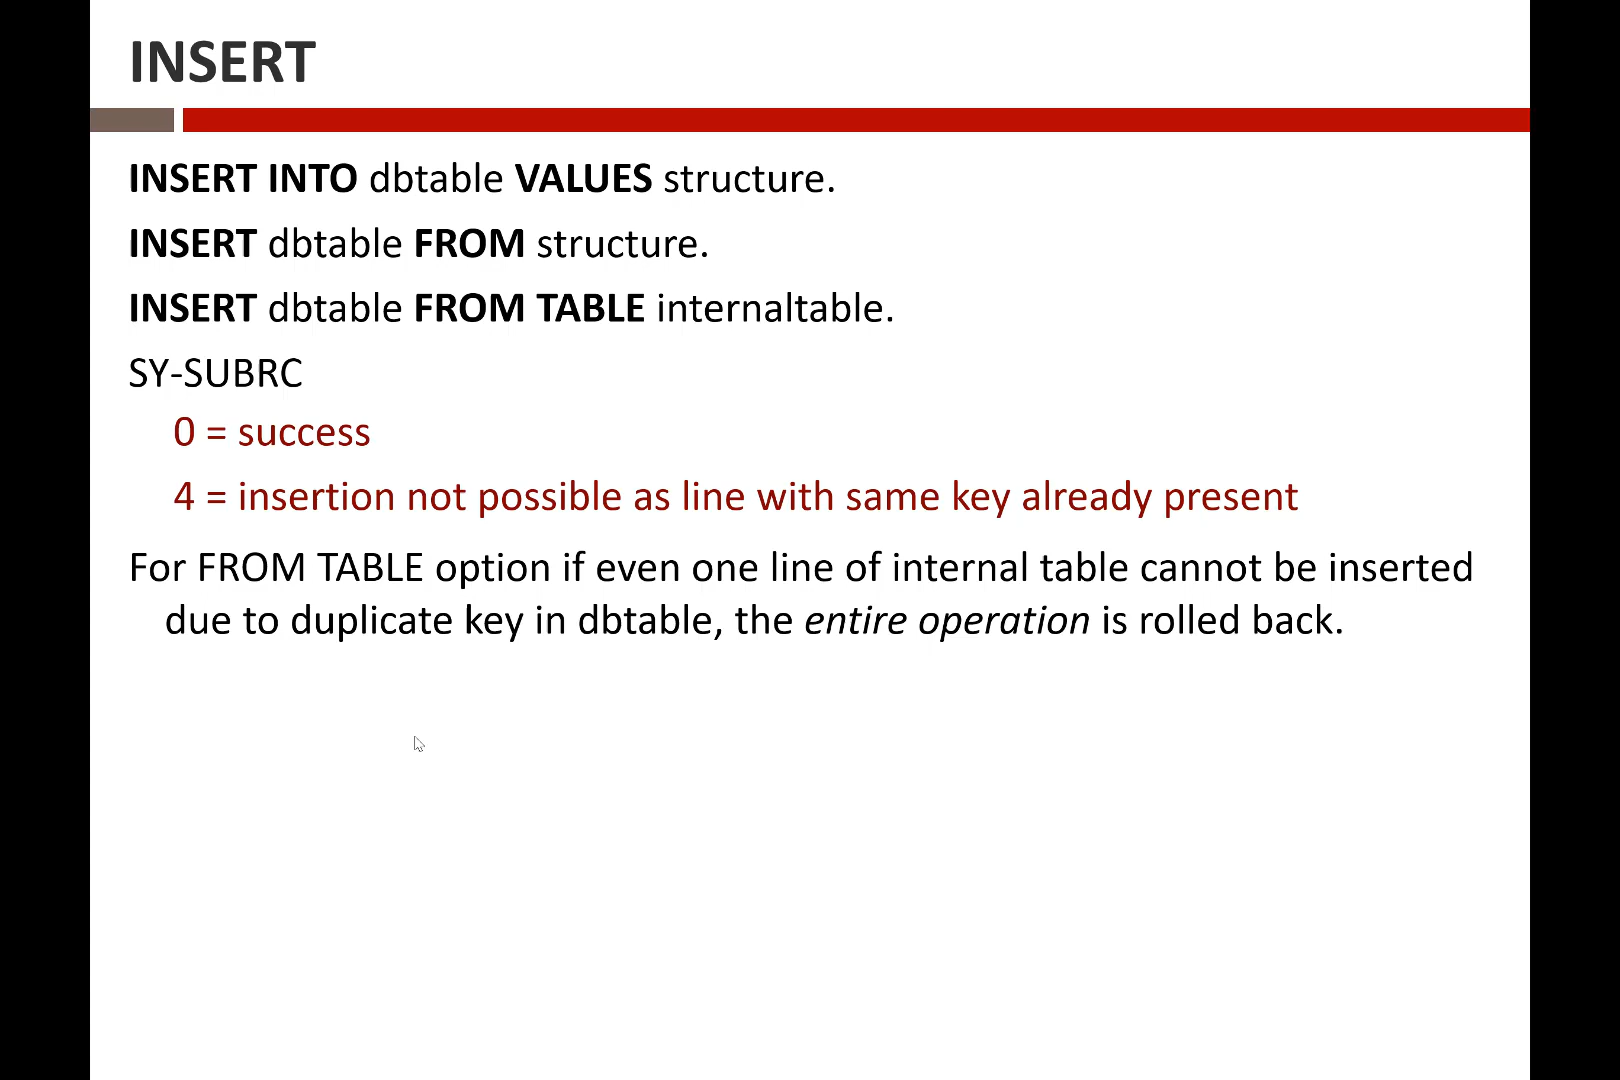 INSERT
INSERT INTO dbtable VALUES structure.
INSERT dbtable FROM structure.
INSERT dbtable FROM TABLE internaltable.
SY-SUBRC
0 = success
4 = insertion not possible as line with same key already present
For FROM TABLE option if even one line of internal table cannot be inserted
due to duplicate key in dbtable, the entire operation is rolled back.